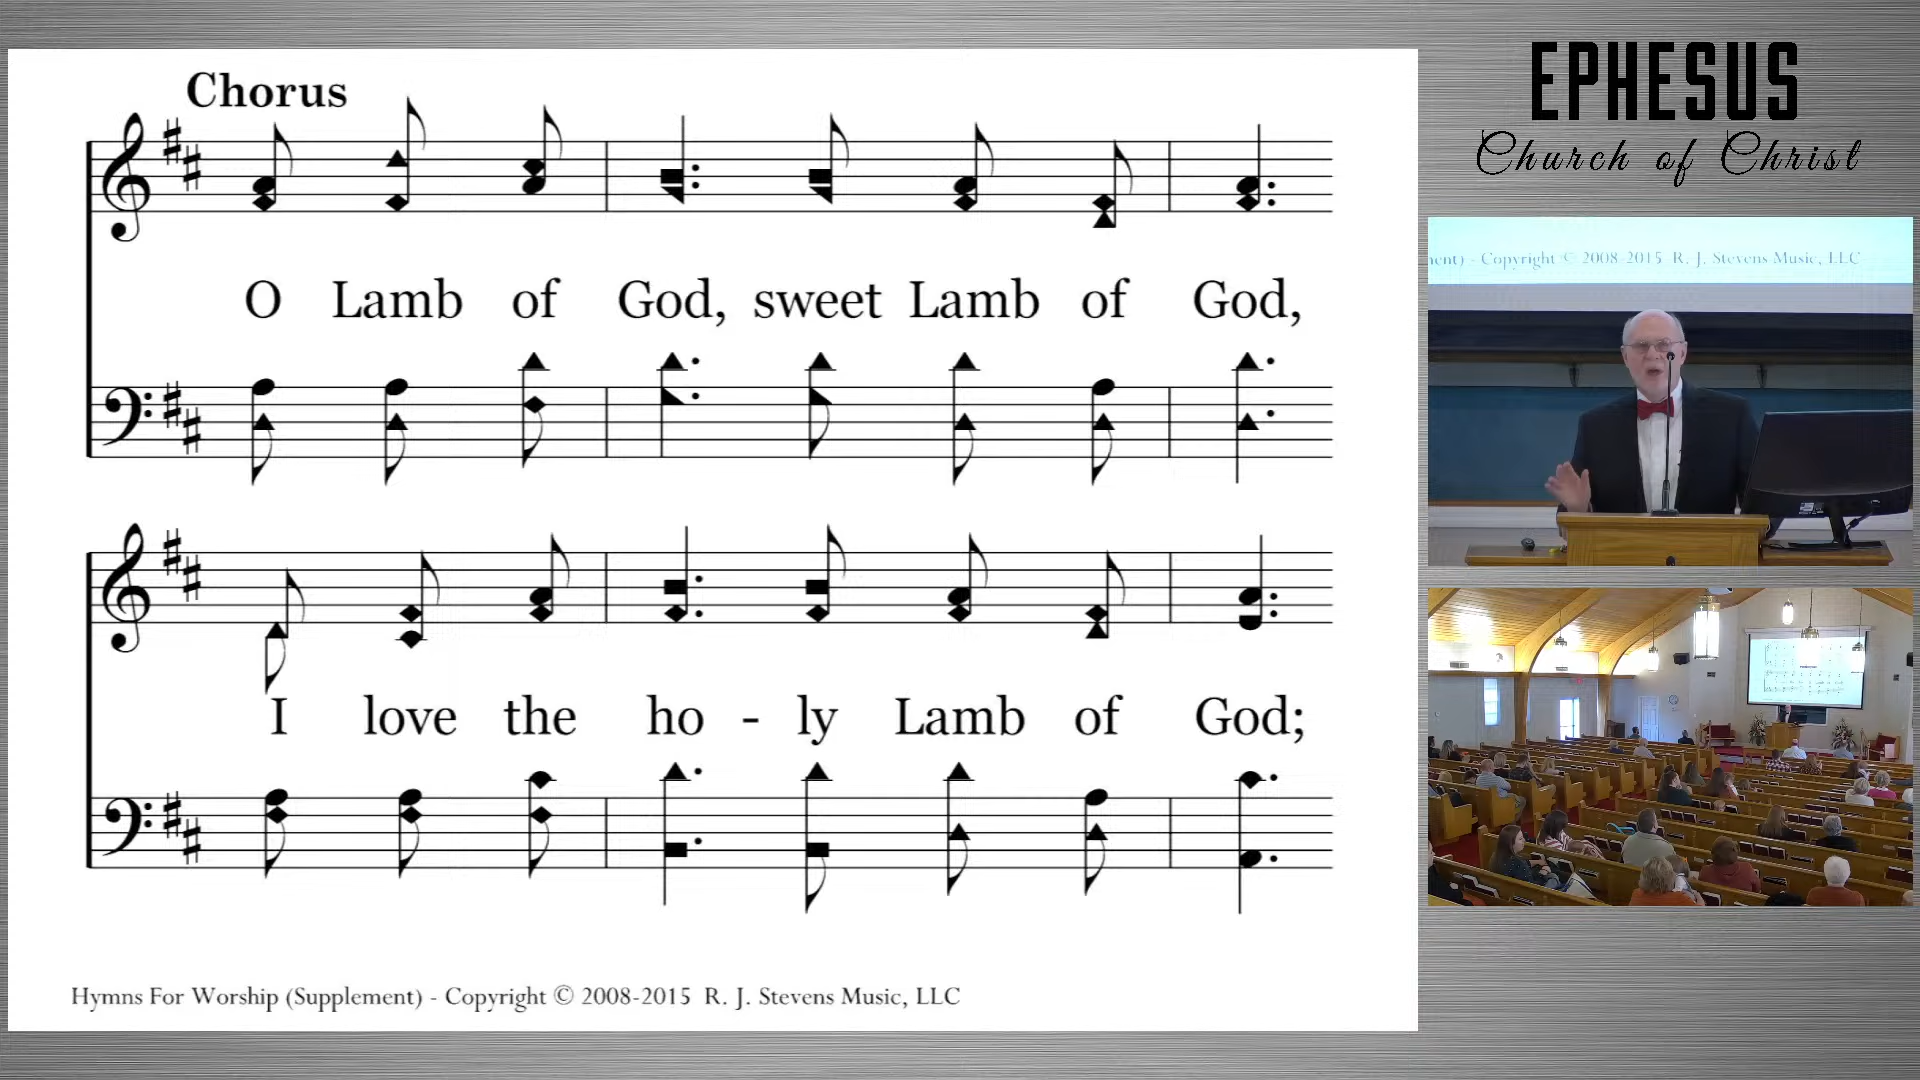 Chorus
O Lamb of God, sweet Lamb of God,
I love the ho - ly Lamb of God;
Hymns For Worship (Supplement) - Copyright © 2008-2015 R. J. Stevens Music, LLC
EPHESUS
Church of Christ
ent) - Copyright © 2008-2015 R. J. Stevens Music, LLC